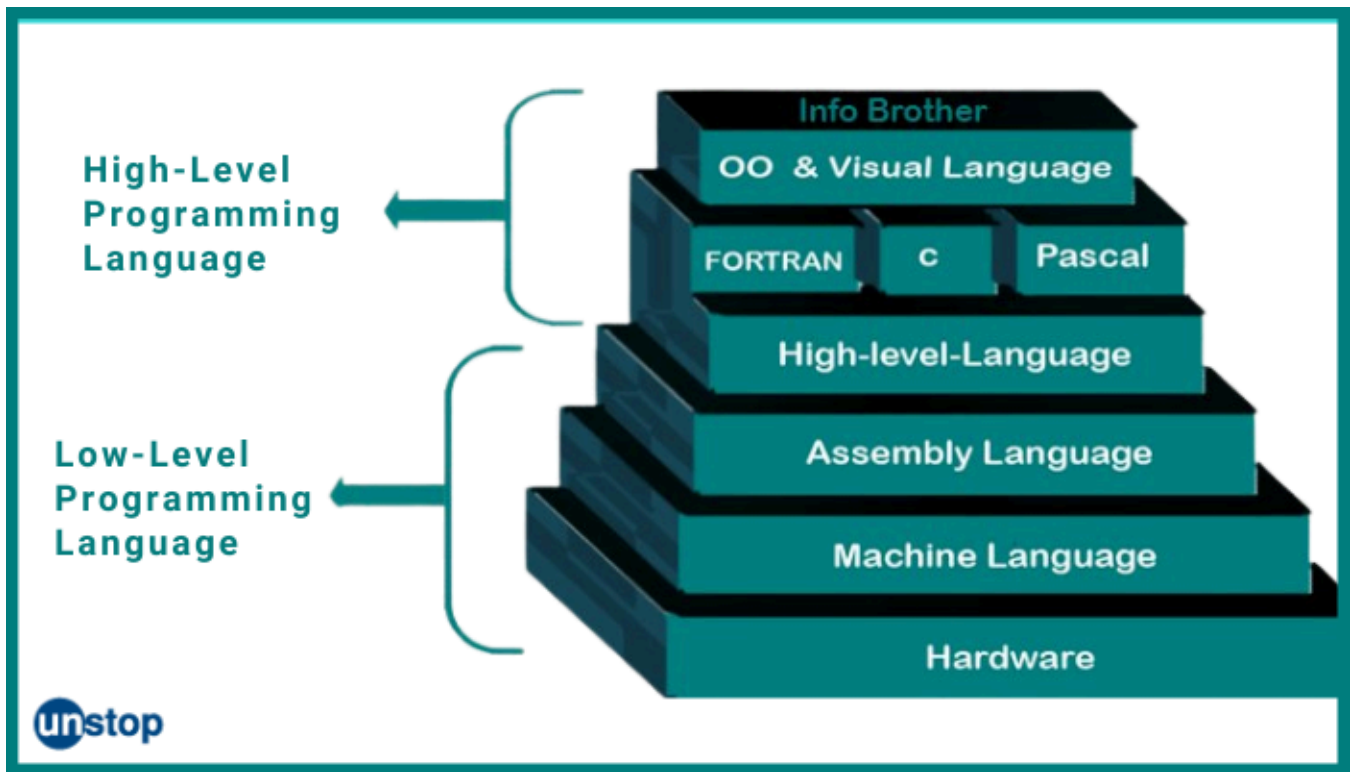 Info Brother
OO & Visual Language
High-Level
Programming
Language
FORTRAN
c
Pascal
High-level-Language
Assembly Language
Low-Level
Programming
Language
Machine Language
Hardware
unstop